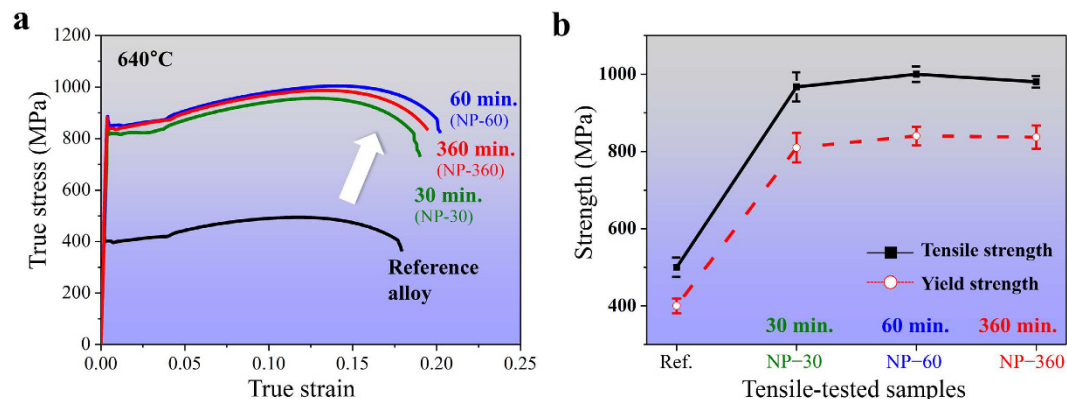 a
1200
1000
800
600
400
200
0
True stress (MPa)
640°C
60 min.
(NP-60)
360 min.
(NP-360)
30 min.
(NP-30)
Reference
alloy
0.00 0.05 0.10 0.15 0.20 0.25
True strain
b
1000
800
600
400
Strength (MPa)
Tensile strength
Yield strength
30 min. 60 min. 360 min.
Ref. NP−30 NP−60 NP−360
Tensile-tested samples